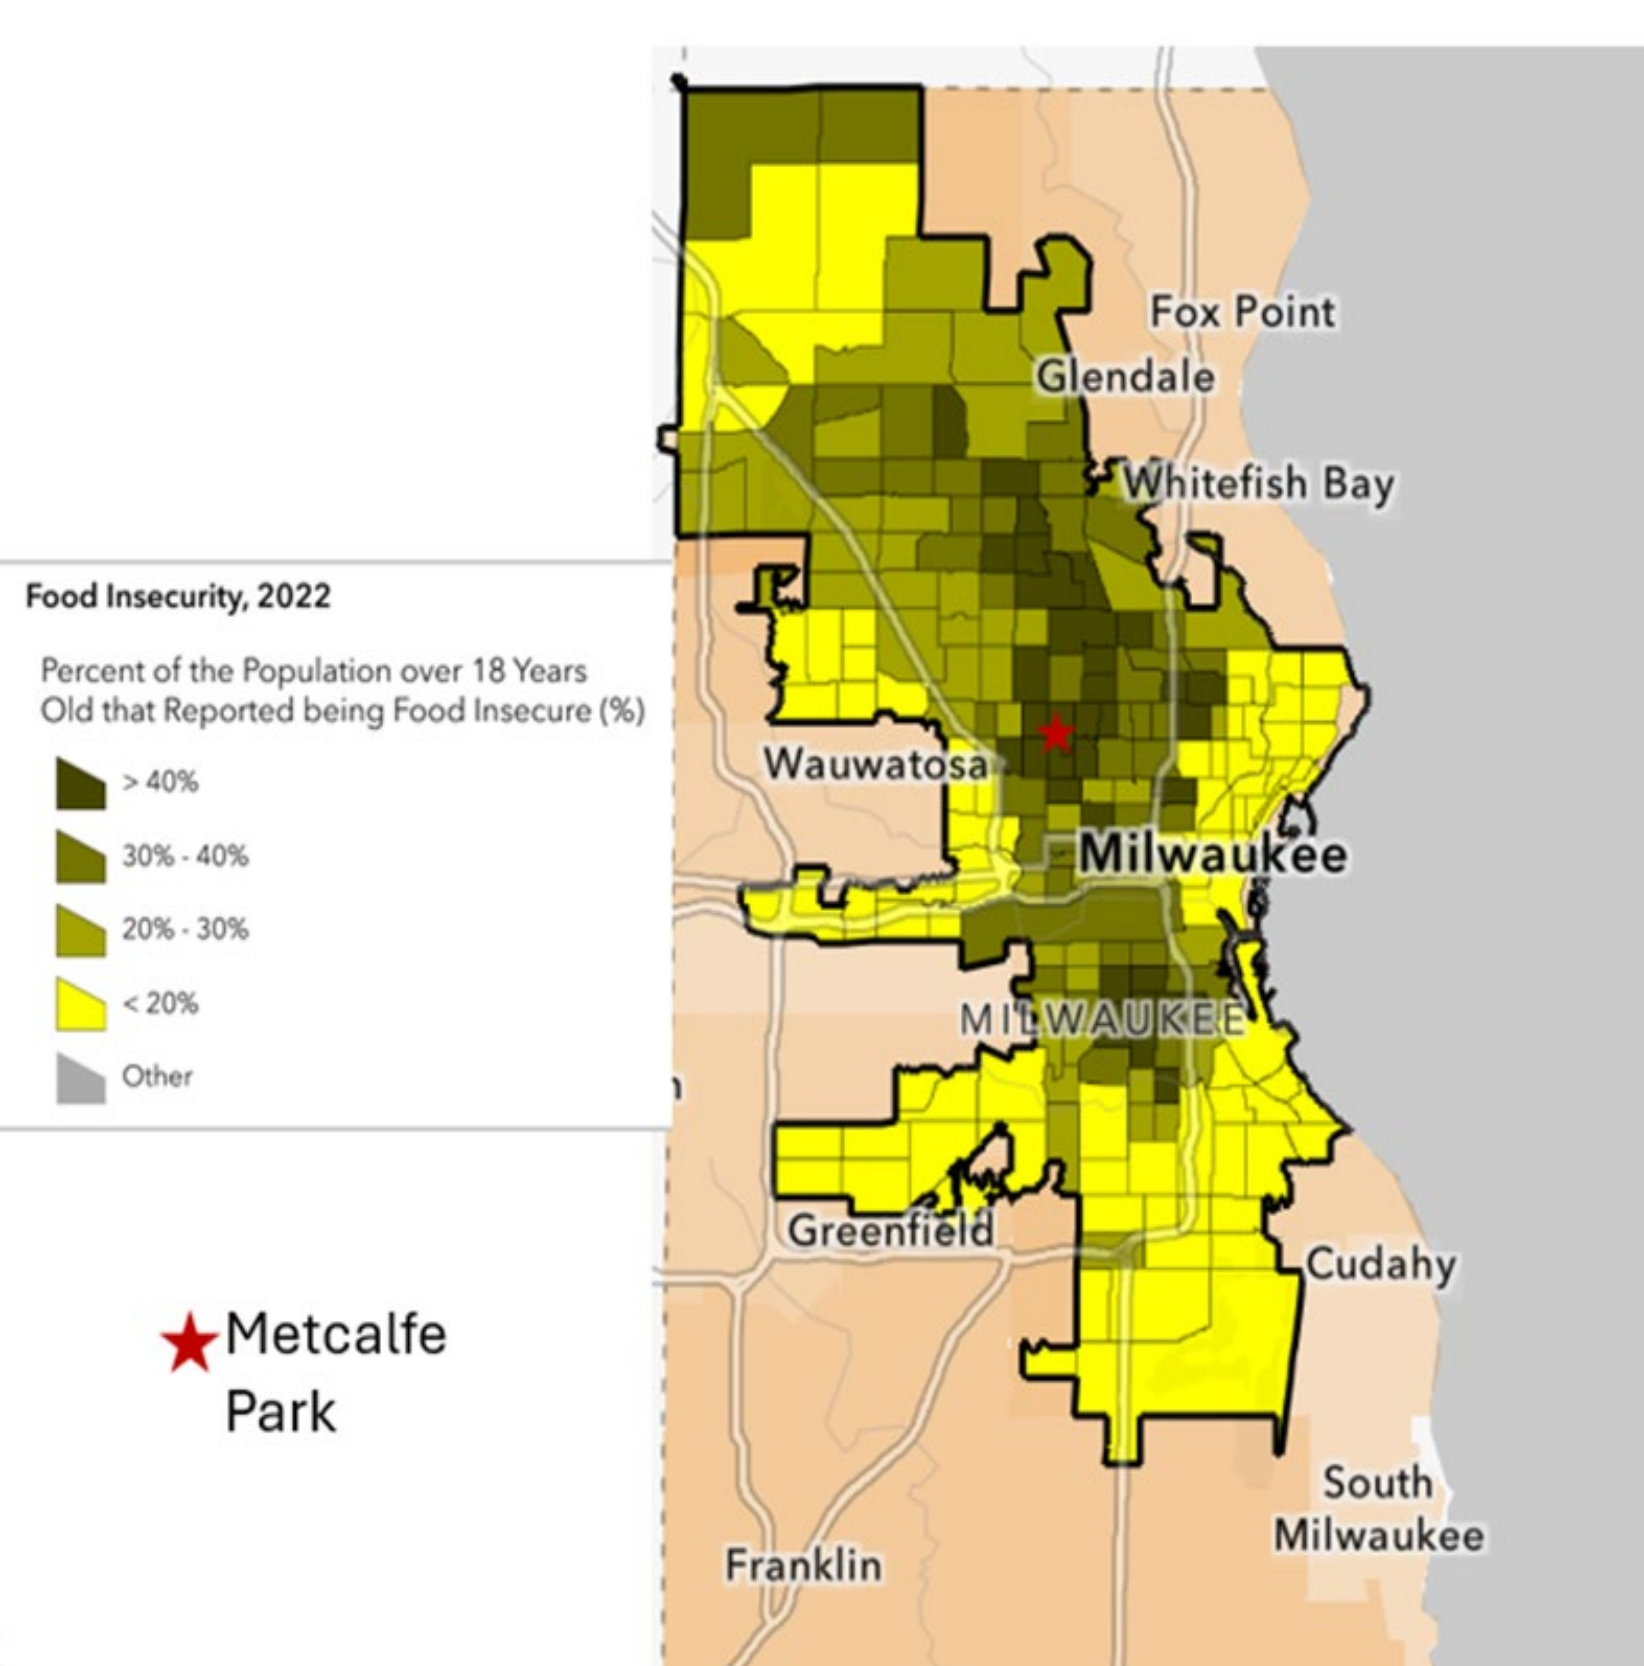 Fox Point
Glendale
Whitefish Bay
Food Insecurity, 2022
Percent of the Population over 18 Years
Old that Reported being Food Insecure (%)
> 40%
30% - 40%
20% - 30%
< 20%
Other
Wauwatosa
Milwaukee
MILWAUKEE
n
Greenfield
Cudahy
Metcalfe
Park
South
Milwaukee
Franklin